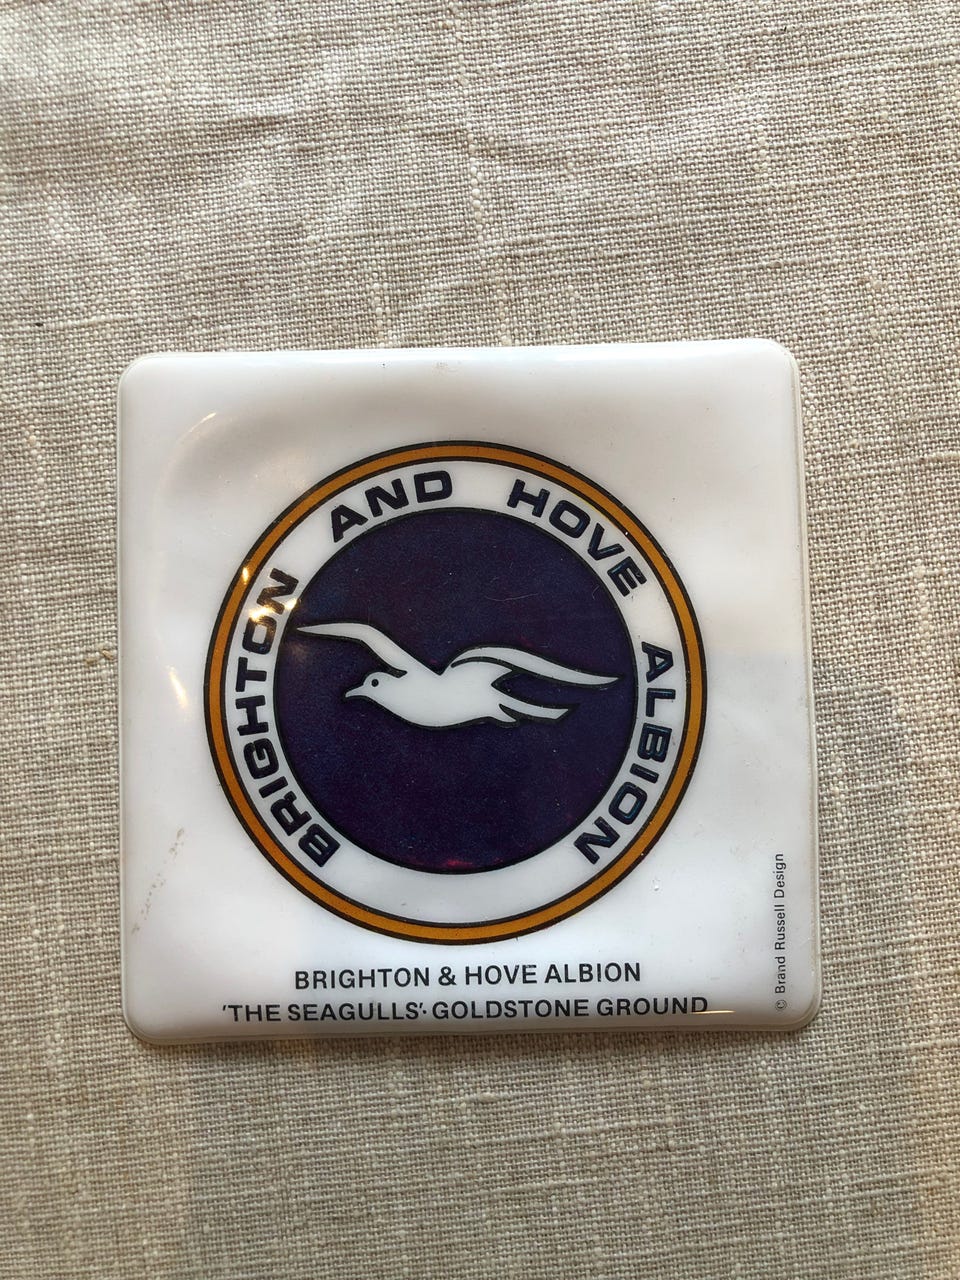 BRIGHTON AND HOVE ALBION
BRIGHTON & HOVE ALBION
'THE SEAGULLS'· GOLDSTONE GROUND
© Brand Russell Design